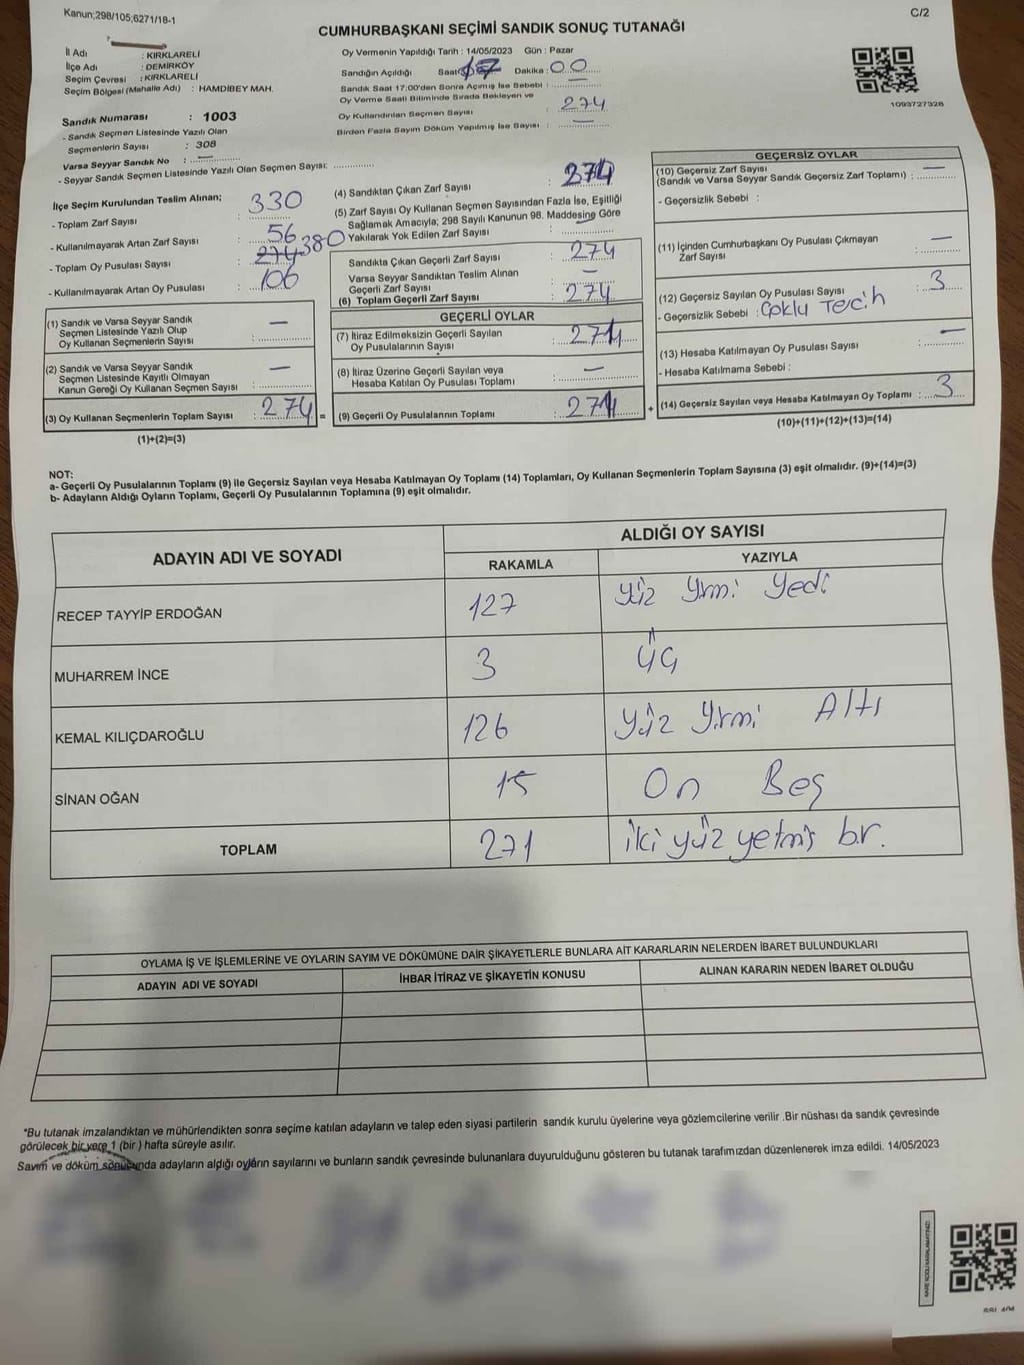 Kanun;298/105;6271/18-1
C/2
CUMHURBAŞKANI SEÇİMİ SANDIK SONUÇ TUTANAĞI
İl Adı : KIRKLARELİ
İlçe Adı : DEMİRKÖY
Seçim Çevresi : KIRKLARELİ
Seçim Bölgesi (Mahalle Adı) : HAMDİBEY MAH.
Oy Vermenin Yapıldığı Tarih : 14/05/2023 Gün : Pazar
Sandığın Açıldığı Saat: 17 Dakika : 00
Sandık Saat 17:00'den Sonra Açımış İse Sebebi : —
Oy Verme Saati Bitiminde Sırada Bekleyen ve
Oy Kullandırılan Seçmen Sayısı : 274
Birden Fazla Sayım Döküm Yapılmış İse Sayısı : —
1093727328
Sandık Numarası : 1003
- Sandık Seçmen Listesinde Yazılı Olan
Seçmenlerin Sayısı : 308
Varsa Seyyar Sandık No : —
- Seyyar Sandık Seçmen Listesinde Yazılı Olan Seçmen Sayısı:
İlçe Seçim Kurulundan Teslim Alınan;
- Toplam Zarf Sayısı : 330
- Kullanılmayarak Artan Zarf Sayısı : 56
- Toplam Oy Pusulası Sayısı : 274 380
- Kullanılmayarak Artan Oy Pusulası : 106
(1) Sandık ve Varsa Seyyar Sandık
Seçmen Listesinde Yazılı Olup
Oy Kullanan Seçmenlerin Sayısı : —
(2) Sandık ve Varsa Seyyar Sandık
Seçmen Listesinde Kayıtlı Olmayan
Kanun Gereği Oy Kullanan Seçmen Sayısı : —
(3) Oy Kullanan Seçmenlerin Toplam Sayısı : 274 =
(1)+(2)=(3)
(4) Sandıktan Çıkan Zarf Sayısı : 274
(5) Zarf Sayısı Oy Kullanan Seçmen Sayısından Fazla İse, Eşitliği
Sağlamak Amacıyla; 298 Sayılı Kanunun 98. Maddesine Göre
Yakılarak Yok Edilen Zarf Sayısı :
Sandıkta Çıkan Geçerli Zarf Sayısı : 274
Varsa Seyyar Sandıktan Teslim Alınan
Geçerli Zarf Sayısı : —
(6) Toplam Geçerli Zarf Sayısı : 274
GEÇERLİ OYLAR
(7) İtiraz Edilmeksizin Geçerli Sayılan
Oy Pusulalarının Sayısı : 271
(8) İtiraz Üzerine Geçerli Sayılan veya
Hesaba Katılan Oy Pusulası Toplamı : —
(9) Geçerli Oy Pusulalarının Toplamı : 271 +
GEÇERSİZ OYLAR
(10) Geçersiz Zarf Sayısı
(Sandık ve Varsa Seyyar Sandık Geçersiz Zarf Toplamı) : —
- Geçersizlik Sebebi :
(11) İçinden Cumhurbaşkanı Oy Pusulası Çıkmayan
Zarf Sayısı : —
(12) Geçersiz Sayılan Oy Pusulası Sayısı : 3
- Geçersizlik Sebebi : Çoklu Tercih
(13) Hesaba Katılmayan Oy Pusulası Sayısı : —
- Hesaba Katılmama Sebebi :
(14) Geçersiz Sayılan veya Hesaba Katılmayan Oy Toplamı : 3
(10)+(11)+(12)+(13)=(14)
NOT:
a- Geçerli Oy Pusulalarının Toplamı (9) ile Geçersiz Sayılan veya Hesaba Katılmayan Oy Toplamı (14) Toplamları, Oy Kullanan Seçmenlerin Toplam Sayısına (3) eşit olmalıdır. (9)+(14)=(3)
b- Adayların Aldığı Oyların Toplamı, Geçerli Oy Pusulalarının Toplamına (9) eşit olmalıdır.
ADAYIN ADI VE SOYADI
ALDIĞI OY SAYISI
RAKAMLA YAZIYLA
RECEP TAYYİP ERDOĞAN 127 Yüz Yirmi Yedi
MUHARREM İNCE 3 Üç
KEMAL KILIÇDAROĞLU 126 Yüz Yirmi Altı
SİNAN OĞAN 15 On Beş
TOPLAM 271 iki yüz yetmiş bir.
OYLAMA İŞ VE İŞLEMLERİNE VE OYLARIN SAYIM VE DÖKÜMÜNE DAİR ŞİKAYETLERLE BUNLARA AİT KARARLARIN NELERDEN İBARET BULUNDUKLARI
ADAYIN ADI VE SOYADI İHBAR İTİRAZ VE ŞİKAYETİN KONUSU ALINAN KARARIN NEDEN İBARET OLDUĞU
*Bu tutanak imzalandıktan ve mühürlendikten sonra seçime katılan adayların ve talep eden siyasi partilerin sandık kurulu üyelerine veya gözlemcilerine verilir .Bir nüshası da sandık çevresinde
görülecek bir yere 1 (bir ) hafta süreyle asılır.
Sayım ve döküm sonucunda adayların aldığı oyların sayılarını ve bunların sandık çevresinde bulunanlara duyurulduğunu gösteren bu tutanak tarafımızdan düzenlenerek imza edildi. 14/05/2023